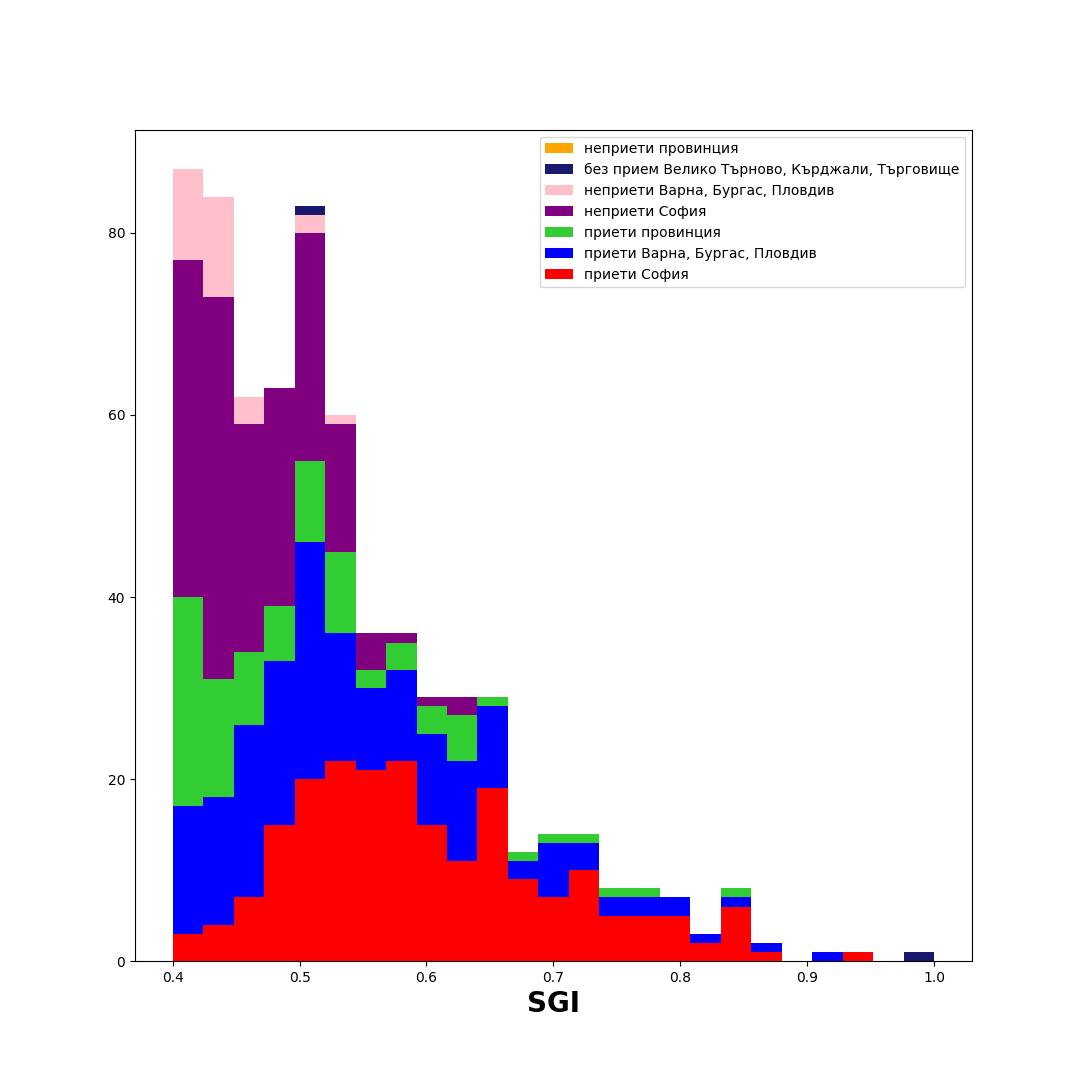 неприети провинция
без прием Велико Търново, Кърджали, Търговище
неприети Варна, Бургас, Пловдив
неприети София
приети провинция
приети Варна, Бургас, Пловдив
приети София
80
60
40
20
0
0.4 0.5 0.6 0.7 0.8 0.9 1.0
SGI